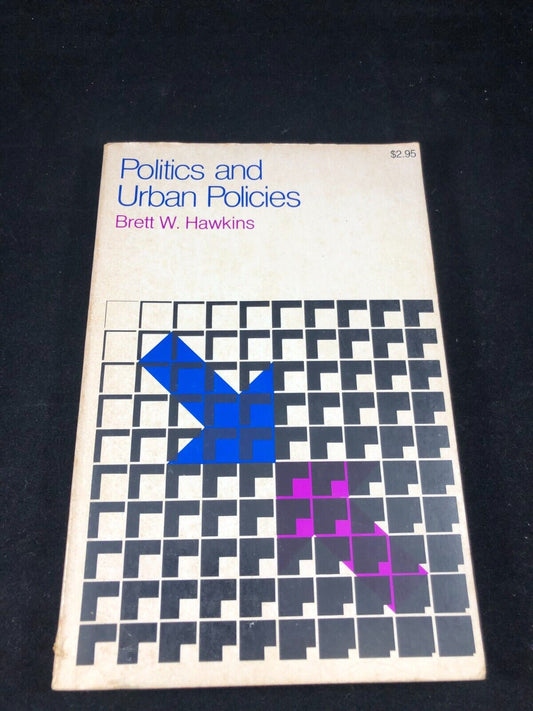 $2.95
Politics and
Urban Policies
Brett W. Hawkins